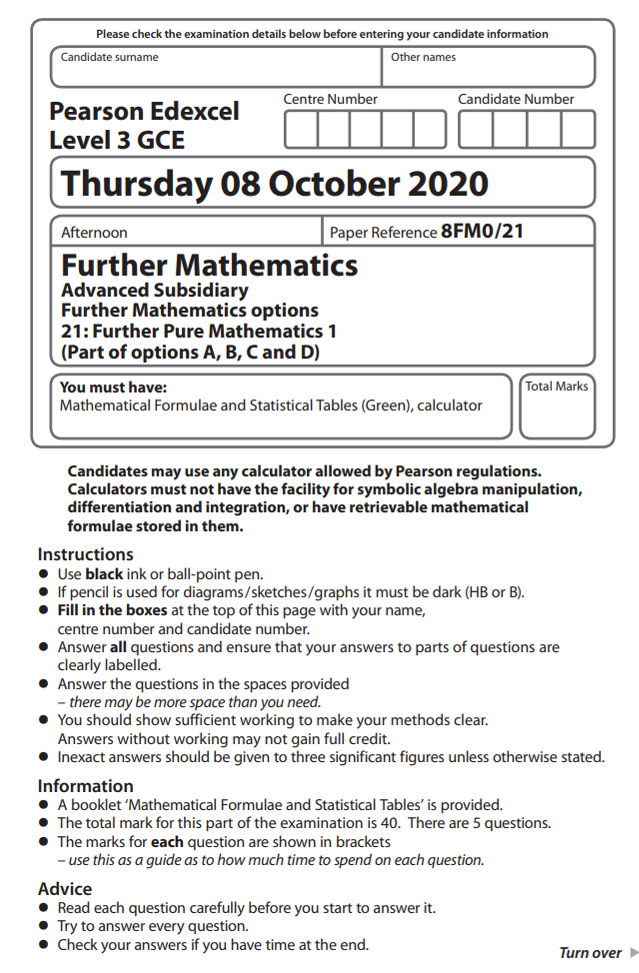 Please check the examination details below before entering your candidate information
Candidate surname
Other names
Pearson Edexcel
Level 3 GCE
Centre Number
Candidate Number
Thursday 08 October 2020
Afternoon
Paper Reference 8FM0/21
Further Mathematics
Advanced Subsidiary
Further Mathematics options
21: Further Pure Mathematics 1
(Part of options A, B, C and D)
You must have:
Mathematical Formulae and Statistical Tables (Green), calculator
Total Marks
Candidates may use any calculator allowed by Pearson regulations.
Calculators must not have the facility for symbolic algebra manipulation,
differentiation and integration, or have retrievable mathematical
formulae stored in them.
Instructions
● Use black ink or ball-point pen.
● If pencil is used for diagrams/sketches/graphs it must be dark (HB or B).
● Fill in the boxes at the top of this page with your name,
centre number and candidate number.
● Answer all questions and ensure that your answers to parts of questions are
clearly labelled.
● Answer the questions in the spaces provided
– there may be more space than you need.
● You should show sufficient working to make your methods clear.
Answers without working may not gain full credit.
● Inexact answers should be given to three significant figures unless otherwise stated.
Information
● A booklet ‘Mathematical Formulae and Statistical Tables’ is provided.
● The total mark for this part of the examination is 40. There are 5 questions.
● The marks for each question are shown in brackets
– use this as a guide as to how much time to spend on each question.
Advice
● Read each question carefully before you start to answer it.
● Try to answer every question.
● Check your answers if you have time at the end.
Turn over